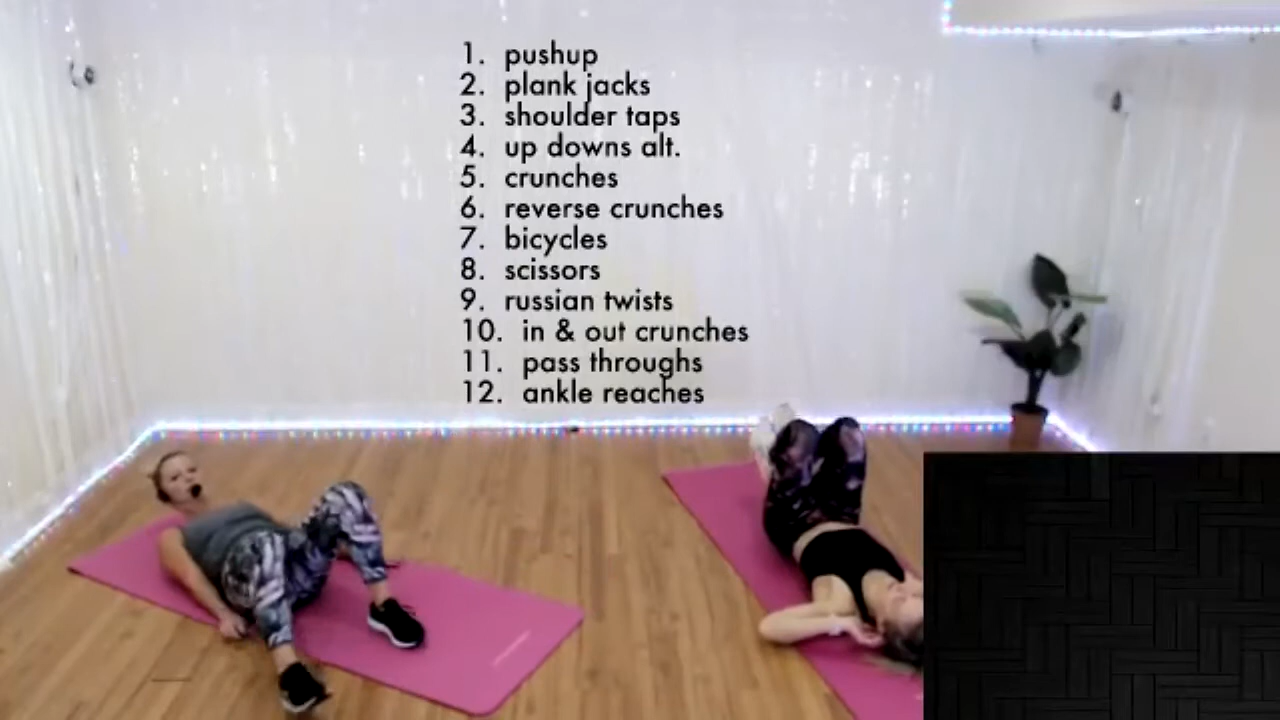 1. pushup
2. plank jacks
3. shoulder taps
4. up downs alt.
5. crunches
6. reverse crunches
7. bicycles
8. scissors
9. russian twists
10. in & out crunches
11. pass throughs
12. ankle reaches